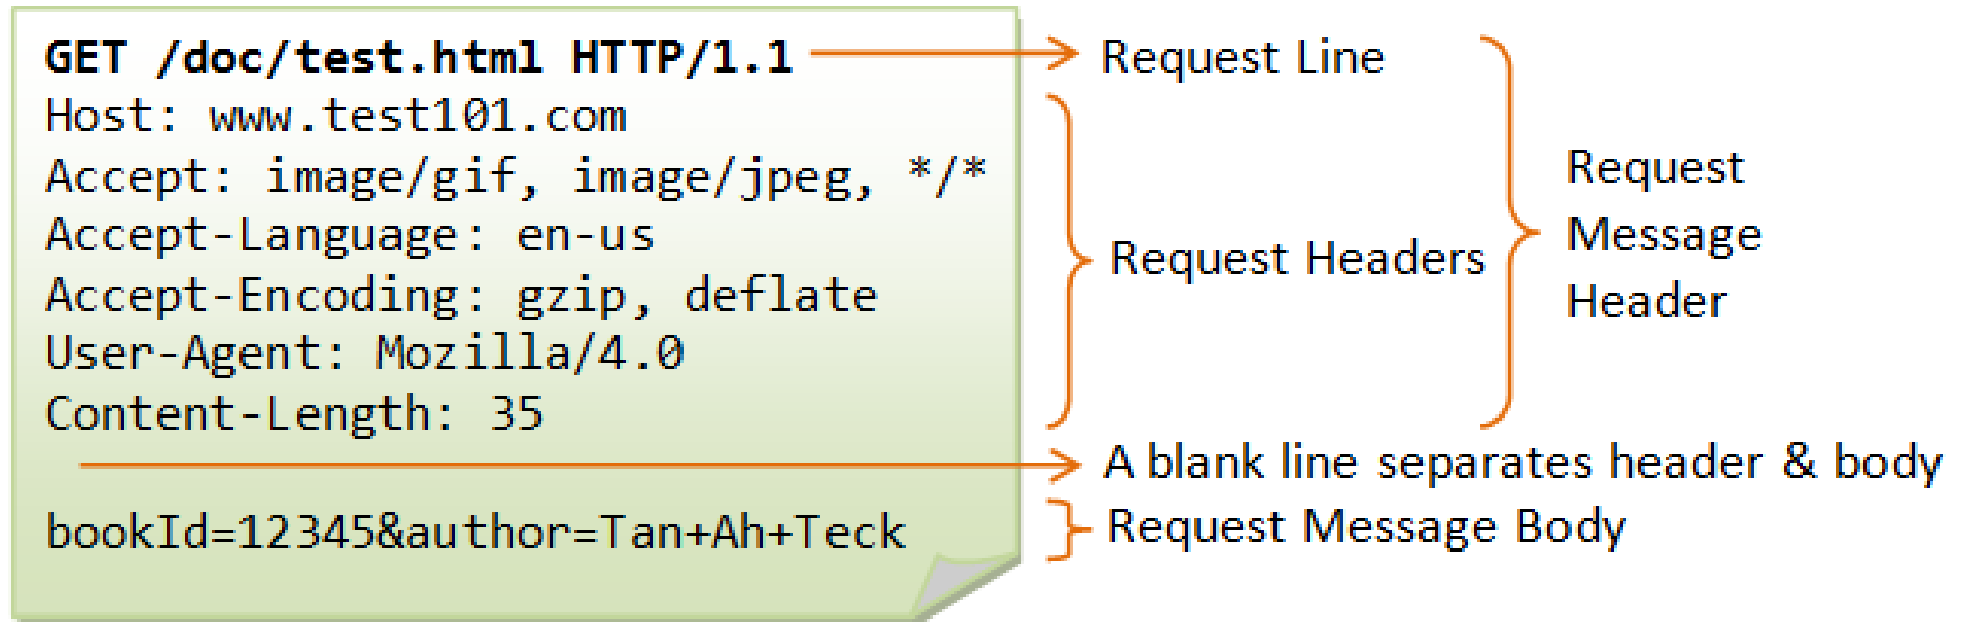 GET /doc/test.html HTTP/1.1
Host: www.test101.com
Accept: image/gif, image/jpeg, */*
Accept-Language: en-us
Accept-Encoding: gzip, deflate
User-Agent: Mozilla/4.0
Content-Length: 35
bookId=12345&author=Tan+Ah+Teck
Request Line
Request Headers
Request
Message
Header
A blank line separates header & body
Request Message Body